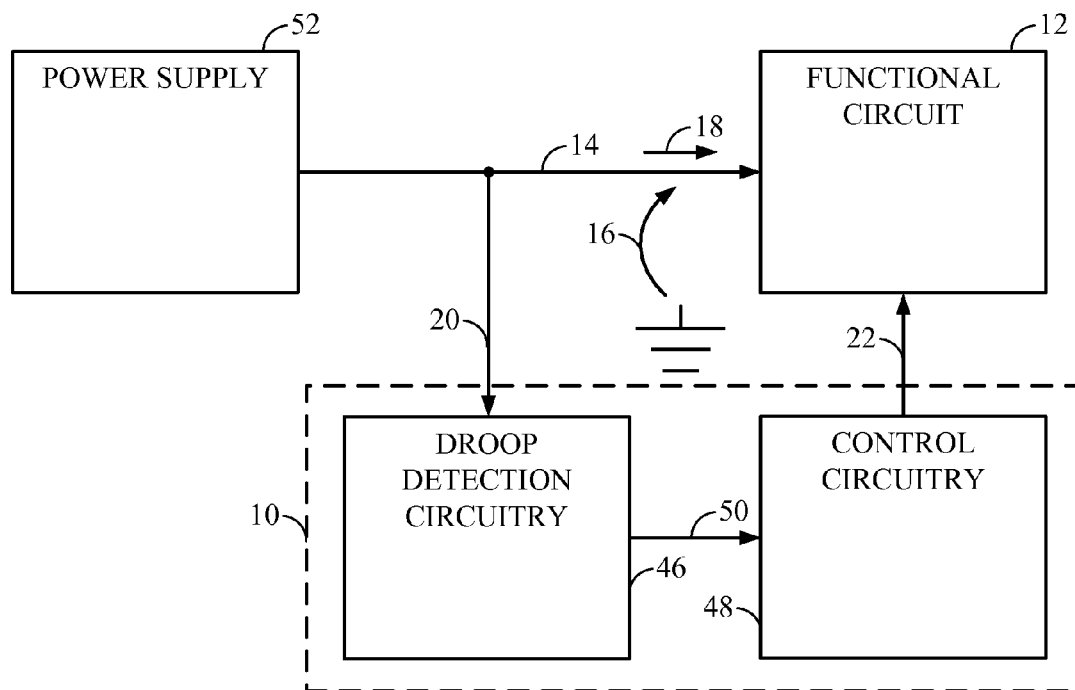 52
12
POWER SUPPLY
FUNCTIONAL
CIRCUIT
14
18
16
20
22
DROOP
DETECTION
CIRCUITRY
CONTROL
CIRCUITRY
10
50
46
48